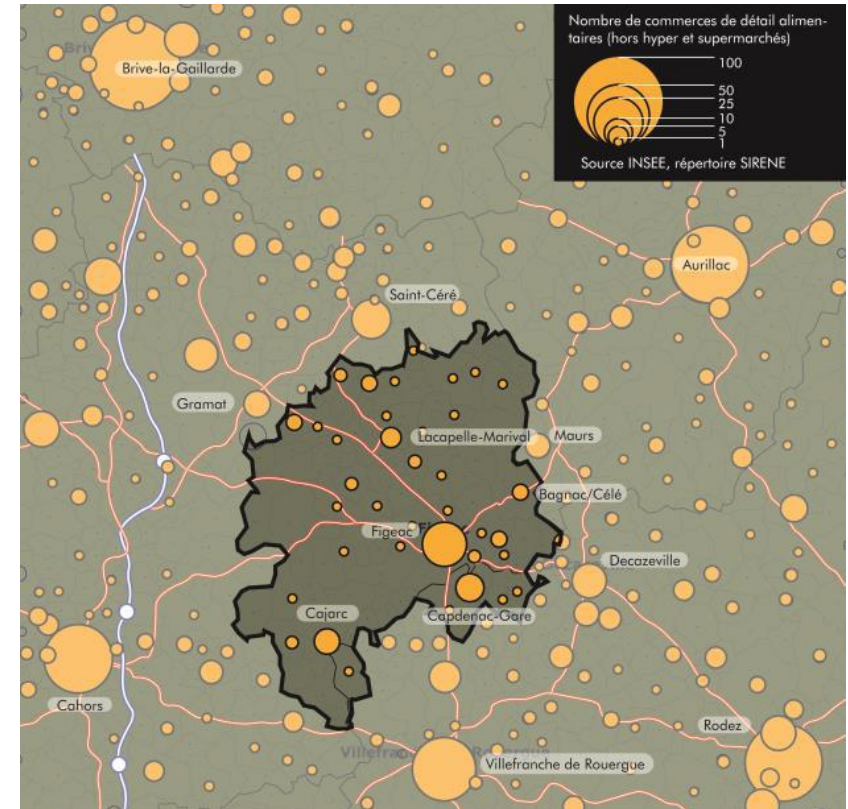 Nombre de commerces de détail alimen-
taires (hors hyper et supermarchés)
100
50
25
10
5
1
Source INSEE, répertoire SIRENE
Brive-la-Gaillarde
Aurillac
Saint-Céré
Gramat
Lacapelle-Marival
Maurs
Bagnac/Célé
Figeac
Decazeville
Capdenac-Gare
Cajarc
Cahors
Rodez
Villefranche de Rouergue